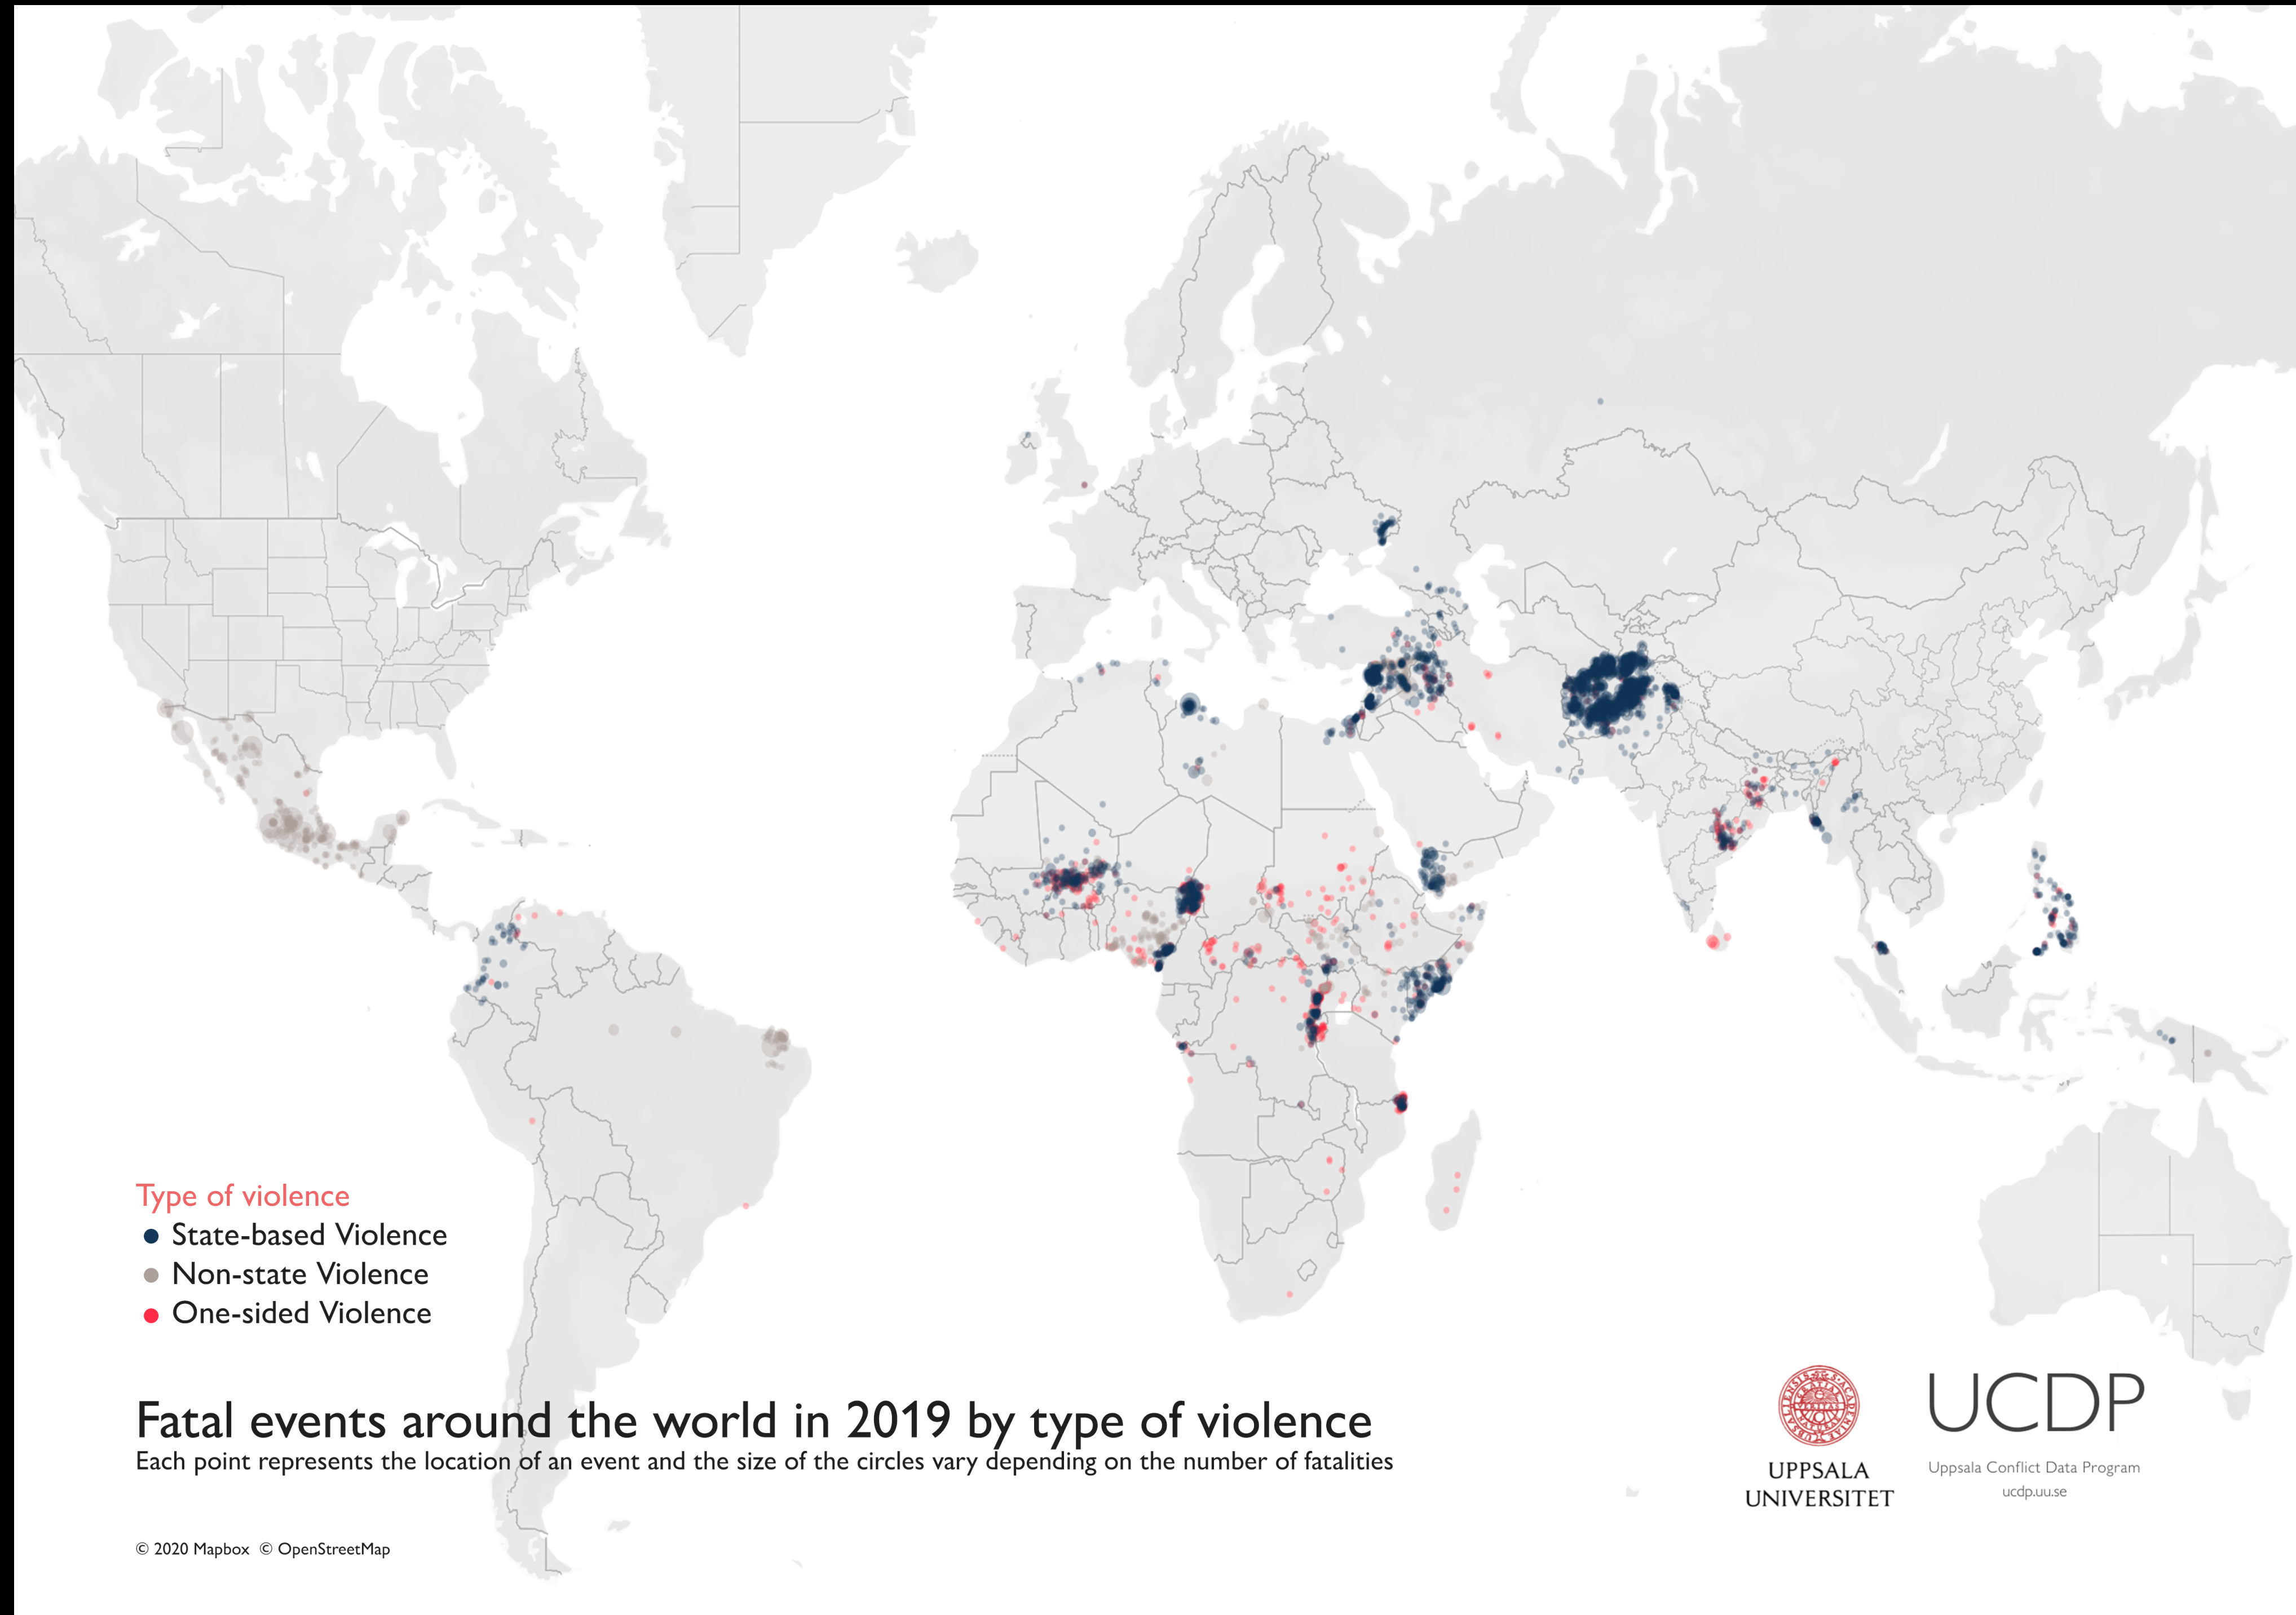 Type of violence
State-based Violence
Non-state Violence
One-sided Violence
Fatal events around the world in 2019 by type of violence
Each point represents the location of an event and the size of the circles vary depending on the number of fatalities
© 2020 Mapbox © OpenStreetMap
UPPSALA
UNIVERSITET
UCDP
Uppsala Conflict Data Program
ucdp.uu.se